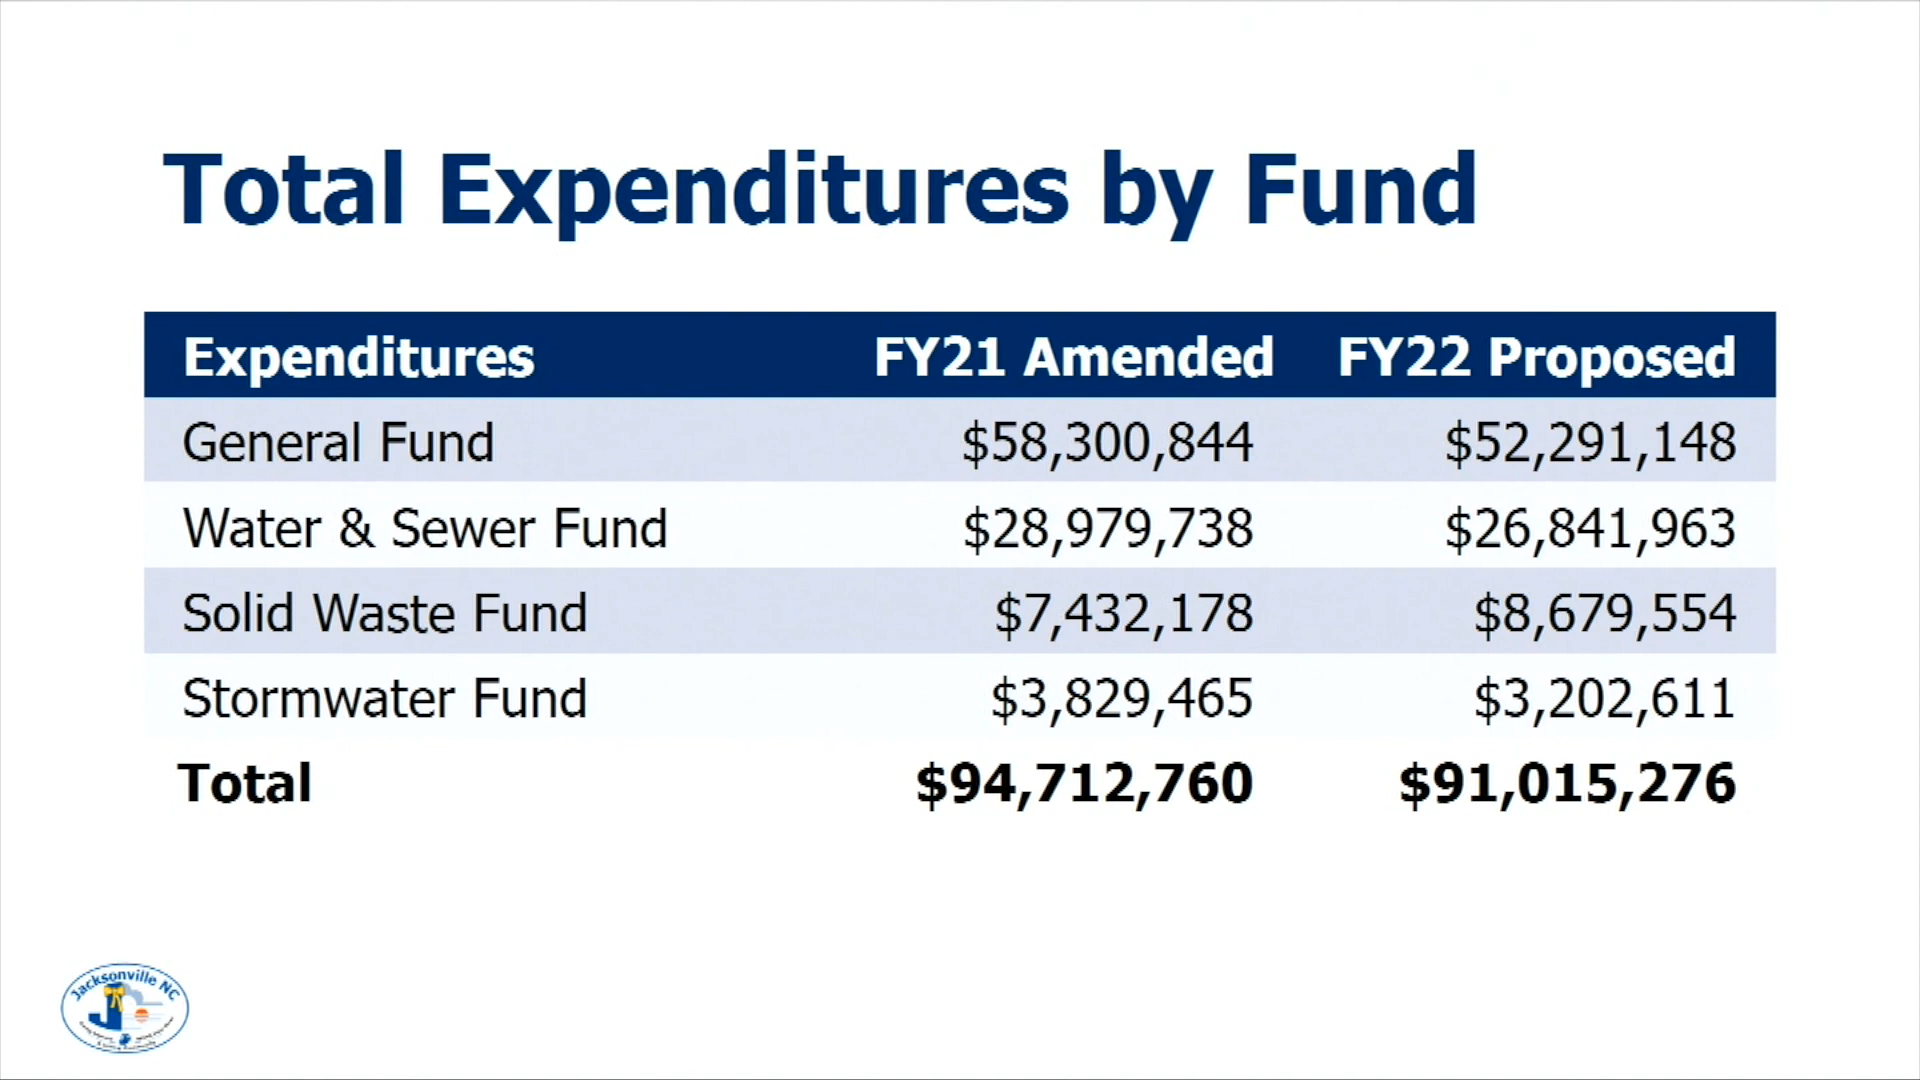 Total Expenditures by Fund
Expenditures FY21 Amended FY22 Proposed
General Fund $58,300,844 $52,291,148
Water & Sewer Fund $28,979,738 $26,841,963
Solid Waste Fund $7,432,178 $8,679,554
Stormwater Fund $3,829,465 $3,202,611
Total $94,712,760 $91,015,276
Jacksonville NC